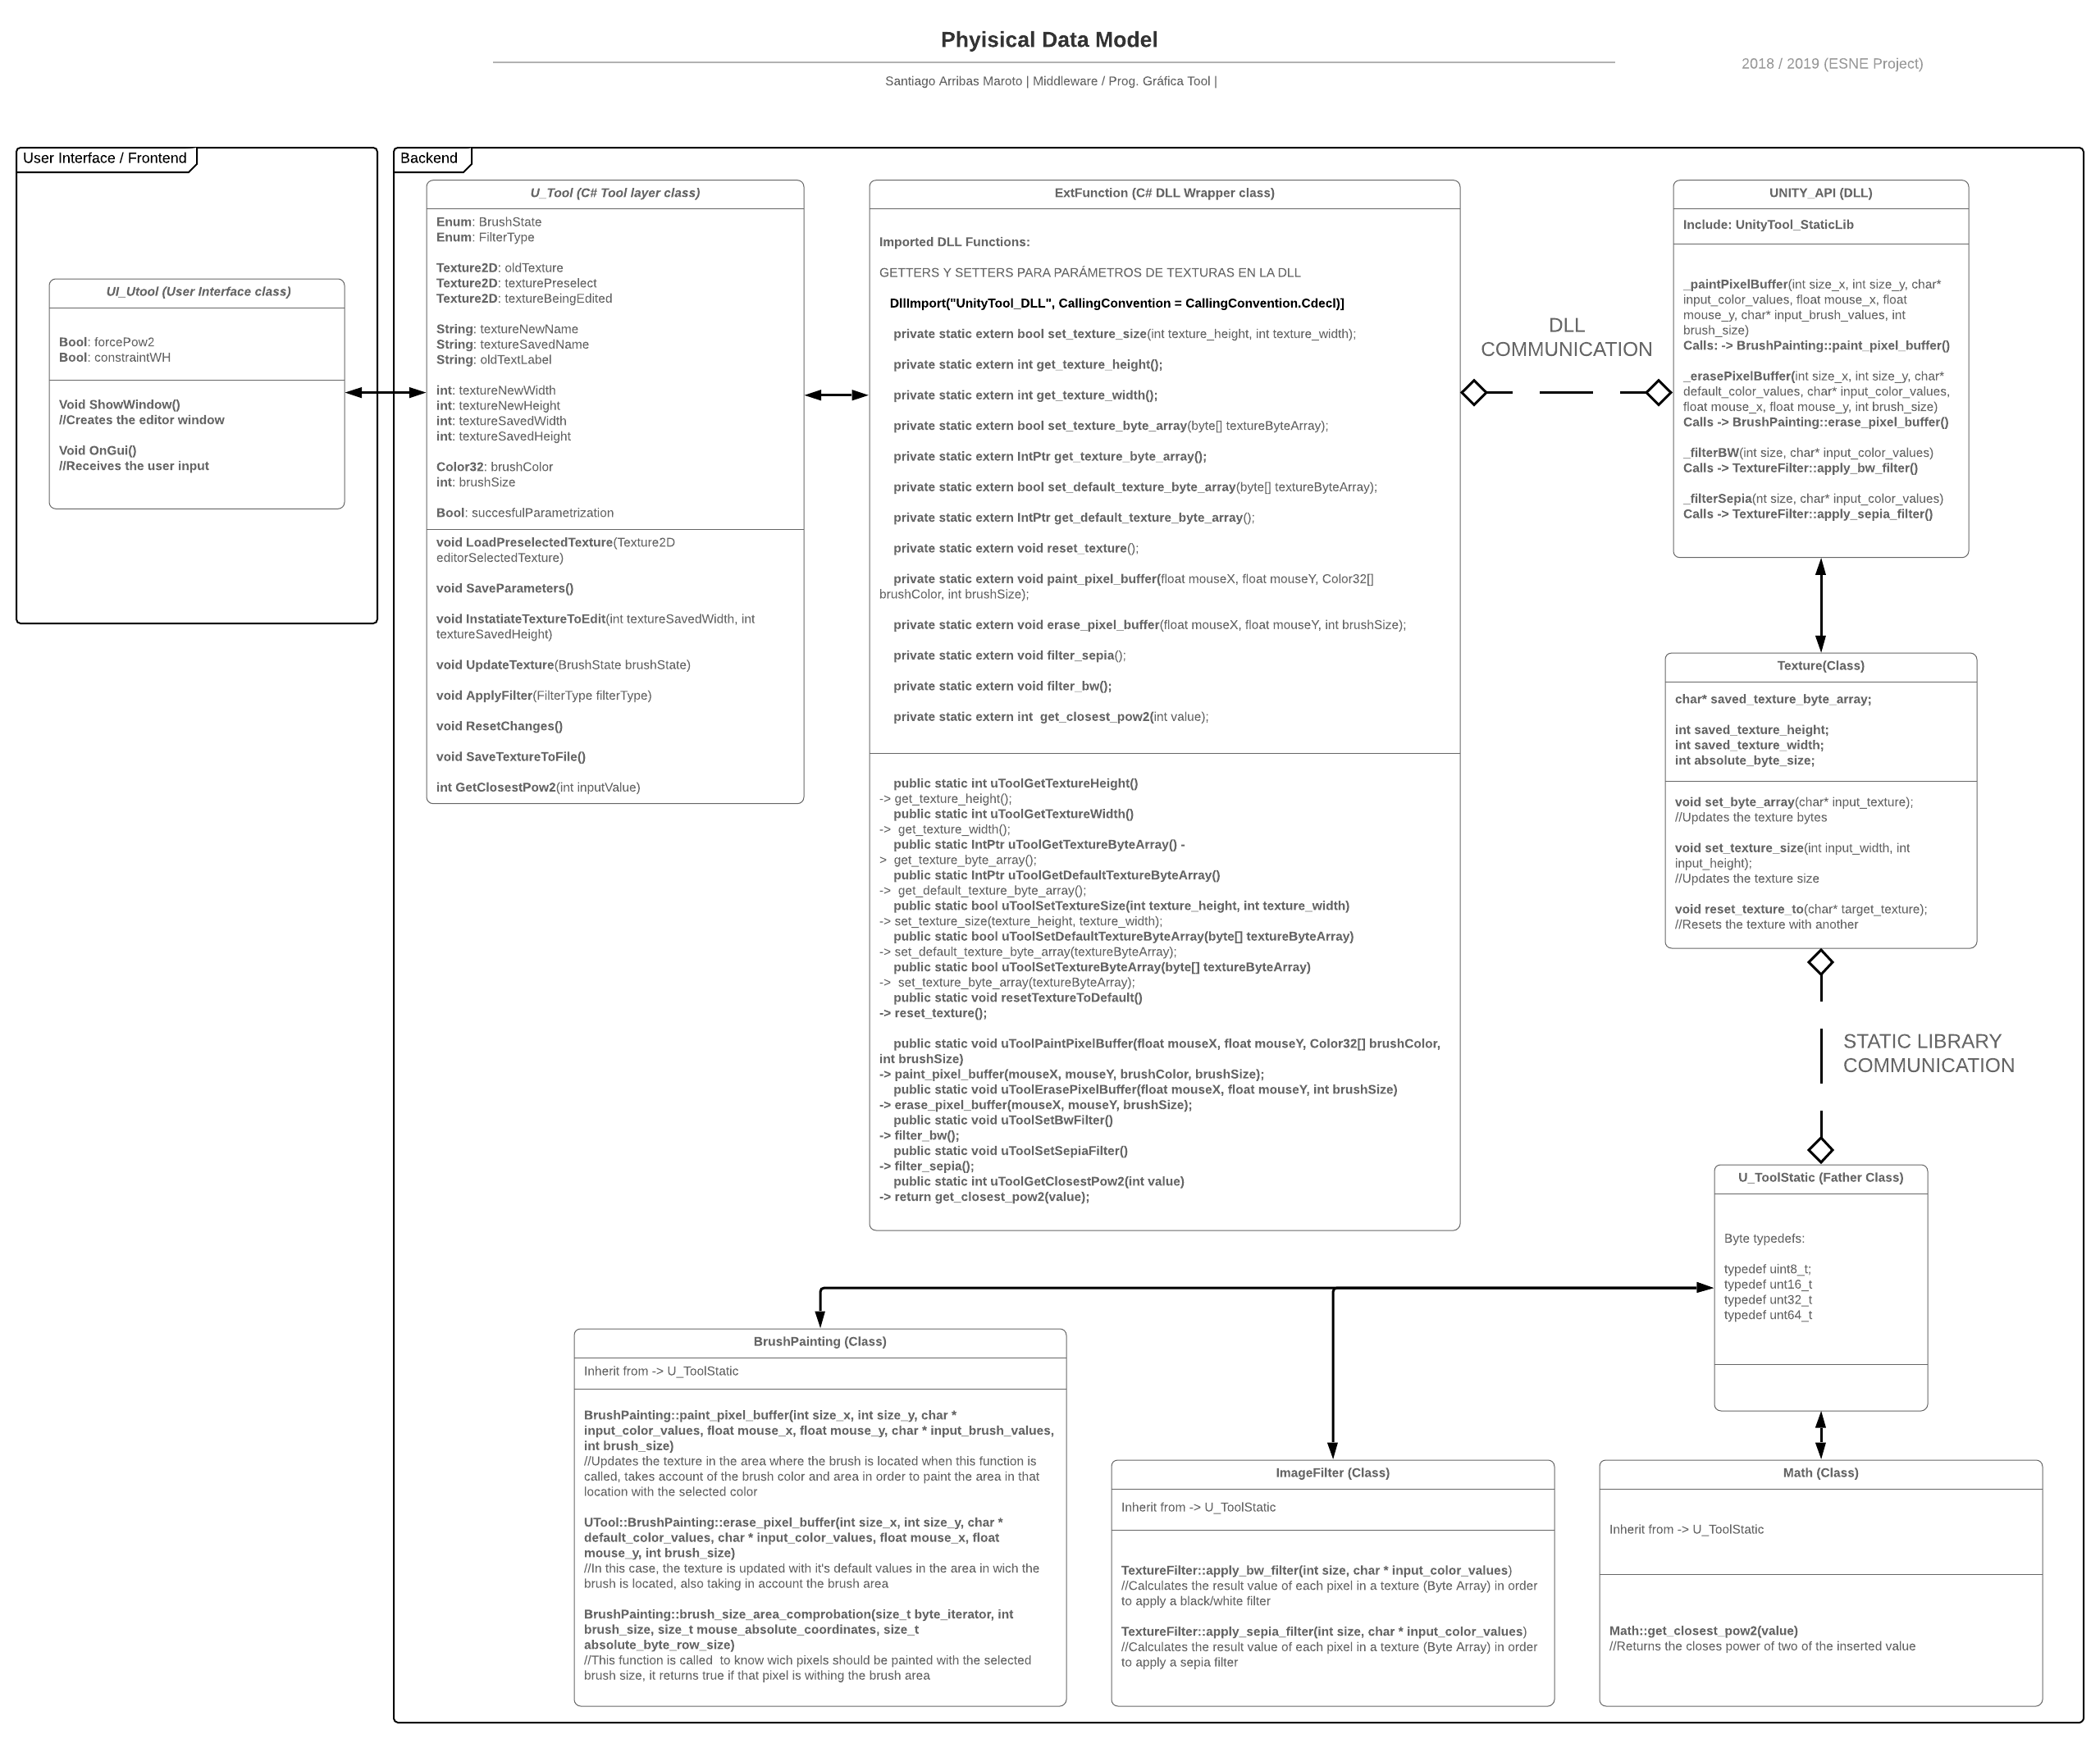 Phyisical Data Model
Santiago Arribas Maroto | Middleware / Prog. Gráfica Tool |
2018 / 2019 (ESNE Project)
User Interface / Frontend
UI_Utool (User Interface class)
Bool: forcePow2
Bool: constraintWH
Void ShowWindow()
//Creates the editor window
Void OnGui()
//Receives the user input
Backend
U_Tool (C# Tool layer class)
Enum: BrushState
Enum: FilterType
Texture2D: oldTexture
Texture2D: texturePreselect
Texture2D: textureBeingEdited
String: textureNewName
String: textureSavedName
String: oldTextLabel
int: textureNewWidth
int: textureNewHeight
int: textureSavedWidth
int: textureSavedHeight
Color32: brushColor
int: brushSize
Bool: succesfulParametrization
void LoadPreselectedTexture(Texture2D
editorSelectedTexture)
void SaveParameters()
void InstatiateTextureToEdit(int textureSavedWidth, int
textureSavedHeight)
void UpdateTexture(BrushState brushState)
void ApplyFilter(FilterType filterType)
void ResetChanges()
void SaveTextureToFile()
int GetClosestPow2(int inputValue)
ExtFunction (C# DLL Wrapper class)
Imported DLL Functions:
GETTERS Y SETTERS PARA PARÁMETROS DE TEXTURAS EN LA DLL
DllImport("UnityTool_DLL", CallingConvention = CallingConvention.Cdecl)]
private static extern bool set_texture_size(int texture_height, int texture_width);
private static extern int get_texture_height();
private static extern int get_texture_width();
private static extern bool set_texture_byte_array(byte[] textureByteArray);
private static extern IntPtr get_texture_byte_array();
private static extern bool set_default_texture_byte_array(byte[] textureByteArray);
private static extern IntPtr get_default_texture_byte_array();
private static extern void reset_texture();
private static extern void paint_pixel_buffer(float mouseX, float mouseY, Color32[]
brushColor, int brushSize);
private static extern void erase_pixel_buffer(float mouseX, float mouseY, int brushSize);
private static extern void filter_sepia();
private static extern void filter_bw();
private static extern int  get_closest_pow2(int value);
public static int uToolGetTextureHeight()
-> get_texture_height();
public static int uToolGetTextureWidth()
->  get_texture_width();
public static IntPtr uToolGetTextureByteArray() -
>  get_texture_byte_array();
public static IntPtr uToolGetDefaultTextureByteArray()
->  get_default_texture_byte_array();
public static bool uToolSetTextureSize(int texture_height, int texture_width)
-> set_texture_size(texture_height, texture_width);
public static bool uToolSetDefaultTextureByteArray(byte[] textureByteArray)
-> set_default_texture_byte_array(textureByteArray);
public static bool uToolSetTextureByteArray(byte[] textureByteArray)
->  set_texture_byte_array(textureByteArray);
public static void resetTextureToDefault()
-> reset_texture();
public static void uToolPaintPixelBuffer(float mouseX, float mouseY, Color32[] brushColor,
int brushSize)
-> paint_pixel_buffer(mouseX, mouseY, brushColor, brushSize);
public static void uToolErasePixelBuffer(float mouseX, float mouseY, int brushSize)
-> erase_pixel_buffer(mouseX, mouseY, brushSize);
public static void uToolSetBwFilter()
-> filter_bw();
public static void uToolSetSepiaFilter()
-> filter_sepia();
public static int uToolGetClosestPow2(int value)
-> return get_closest_pow2(value);
DLL
COMMUNICATION
UNITY_API (DLL)
Include: UnityTool_StaticLib
_paintPixelBuffer(int size_x, int size_y, char*
input_color_values, float mouse_x, float
mouse_y, char* input_brush_values, int
brush_size)
Calls: -> BrushPainting::paint_pixel_buffer()
_erasePixelBuffer(int size_x, int size_y, char*
default_color_values, char* input_color_values,
float mouse_x, float mouse_y, int brush_size)
Calls -> BrushPainting::erase_pixel_buffer()
_filterBW(int size, char* input_color_values)
Calls -> TextureFilter::apply_bw_filter()
_filterSepia(nt size, char* input_color_values)
Calls -> TextureFilter::apply_sepia_filter()
Texture(Class)
char* saved_texture_byte_array;
int saved_texture_height;
int saved_texture_width;
int absolute_byte_size;
void set_byte_array(char* input_texture);
//Updates the texture bytes
void set_texture_size(int input_width, int
input_height);
//Updates the texture size
void reset_texture_to(char* target_texture);
//Resets the texture with another
STATIC LIBRARY
COMMUNICATION
U_ToolStatic (Father Class)
Byte typedefs:
typedef uint8_t;
typedef unt16_t
typedef unt32_t
typedef unt64_t
BrushPainting (Class)
Inherit from -> U_ToolStatic
BrushPainting::paint_pixel_buffer(int size_x, int size_y, char *
input_color_values, float mouse_x, float mouse_y, char * input_brush_values,
int brush_size)
//Updates the texture in the area where the brush is located when this function is
called, takes account of the brush color and area in order to paint the area in that
location with the selected color
UTool::BrushPainting::erase_pixel_buffer(int size_x, int size_y, char *
default_color_values, char * input_color_values, float mouse_x, float
mouse_y, int brush_size)
//In this case, the texture is updated with it's default values in the area in wich the
brush is located, also taking in account the brush area
BrushPainting::brush_size_area_comprobation(size_t byte_iterator, int
brush_size, size_t mouse_absolute_coordinates, size_t
absolute_byte_row_size)
//This function is called  to know wich pixels should be painted with the selected
brush size, it returns true if that pixel is withing the brush area
ImageFilter (Class)
Inherit from -> U_ToolStatic
TextureFilter::apply_bw_filter(int size, char * input_color_values)
//Calculates the result value of each pixel in a texture (Byte Array) in order
to apply a black/white filter
TextureFilter::apply_sepia_filter(int size, char * input_color_values)
//Calculates the result value of each pixel in a texture (Byte Array) in order
to apply a sepia filter
Math (Class)
Inherit from -> U_ToolStatic
Math::get_closest_pow2(value)
//Returns the closes power of two of the inserted value